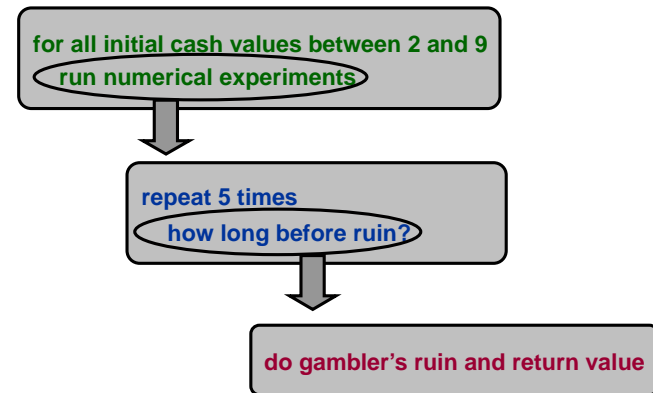 for all initial cash values between 2 and 9
run numerical experiments
repeat 5 times
how long before ruin?
do gambler's ruin and return value